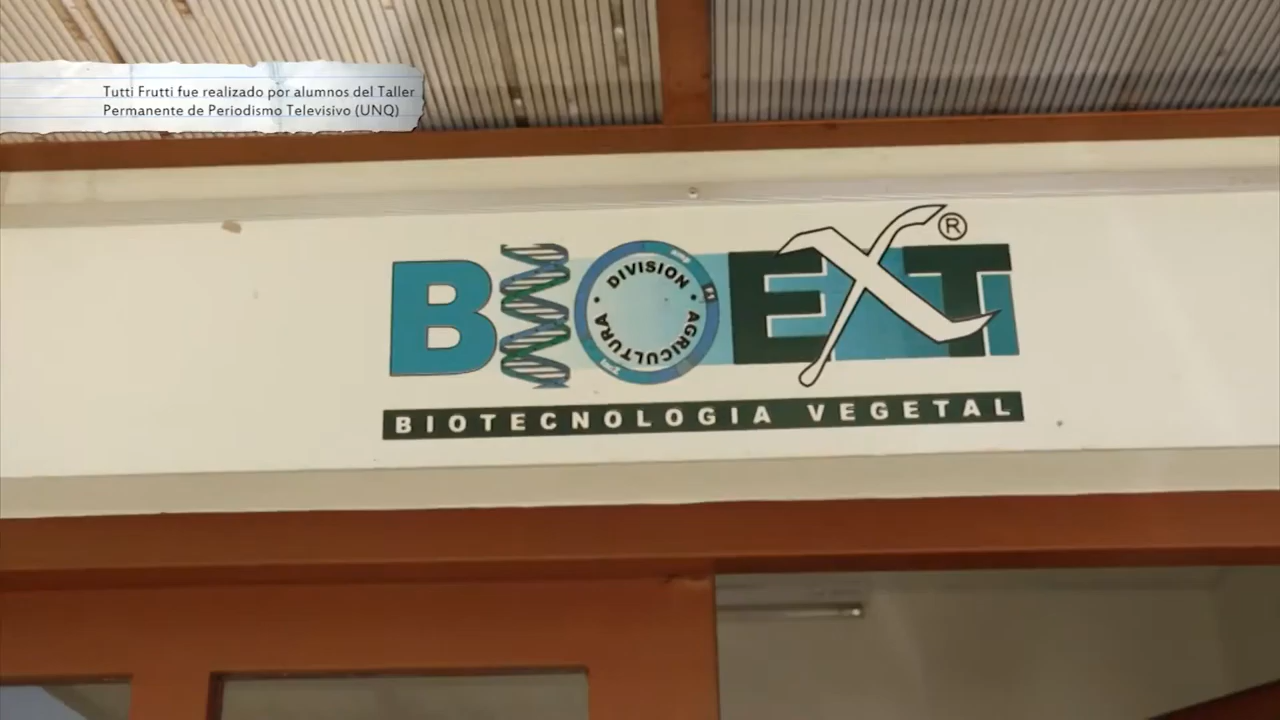 Tutti Frutti fue realizado por alumnos del Taller
Permanente de Periodismo Televisivo (UNQ)
BIOEXT ®
DIVISION
AGRICULTURA
BIOTECNOLOGIA VEGETAL